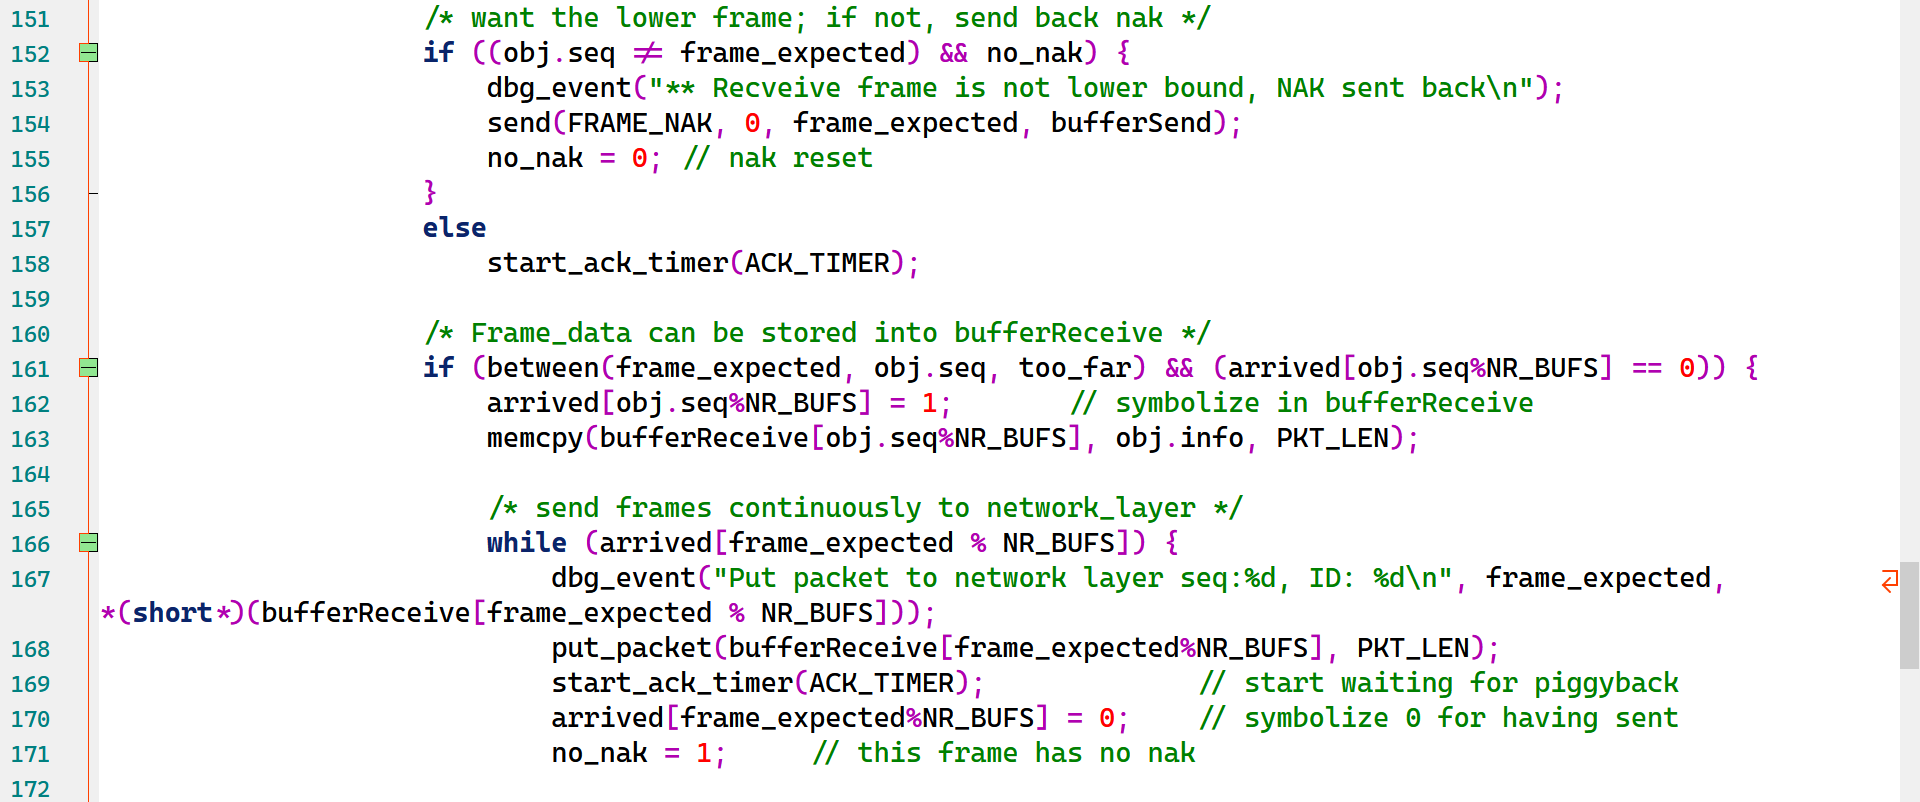 151 /* want the lower frame; if not, send back nak */
152 if ((obj.seq != frame_expected) && no_nak) {
153 dbg_event("** Recveive frame is not lower bound, NAK sent back\n");
154 send(FRAME_NAK, 0, frame_expected, bufferSend);
155 no_nak = 0; // nak reset
156 }
157 else
158 start_ack_timer(ACK_TIMER);
159
160 /* Frame_data can be stored into bufferReceive */
161 if (between(frame_expected, obj.seq, too_far) && (arrived[obj.seq%NR_BUFS] == 0)) {
162 arrived[obj.seq%NR_BUFS] = 1; // symbolize in bufferReceive
163 memcpy(bufferReceive[obj.seq%NR_BUFS], obj.info, PKT_LEN);
164
165 /* send frames continuously to network_layer */
166 while (arrived[frame_expected % NR_BUFS]) {
167 dbg_event("Put packet to network layer seq:%d, ID: %d\n", frame_expected,
*(short*)(bufferReceive[frame_expected % NR_BUFS]));
168 put_packet(bufferReceive[frame_expected%NR_BUFS], PKT_LEN);
169 start_ack_timer(ACK_TIMER); // start waiting for piggyback
170 arrived[frame_expected%NR_BUFS] = 0; // symbolize 0 for having sent
171 no_nak = 1; // this frame has no nak
172